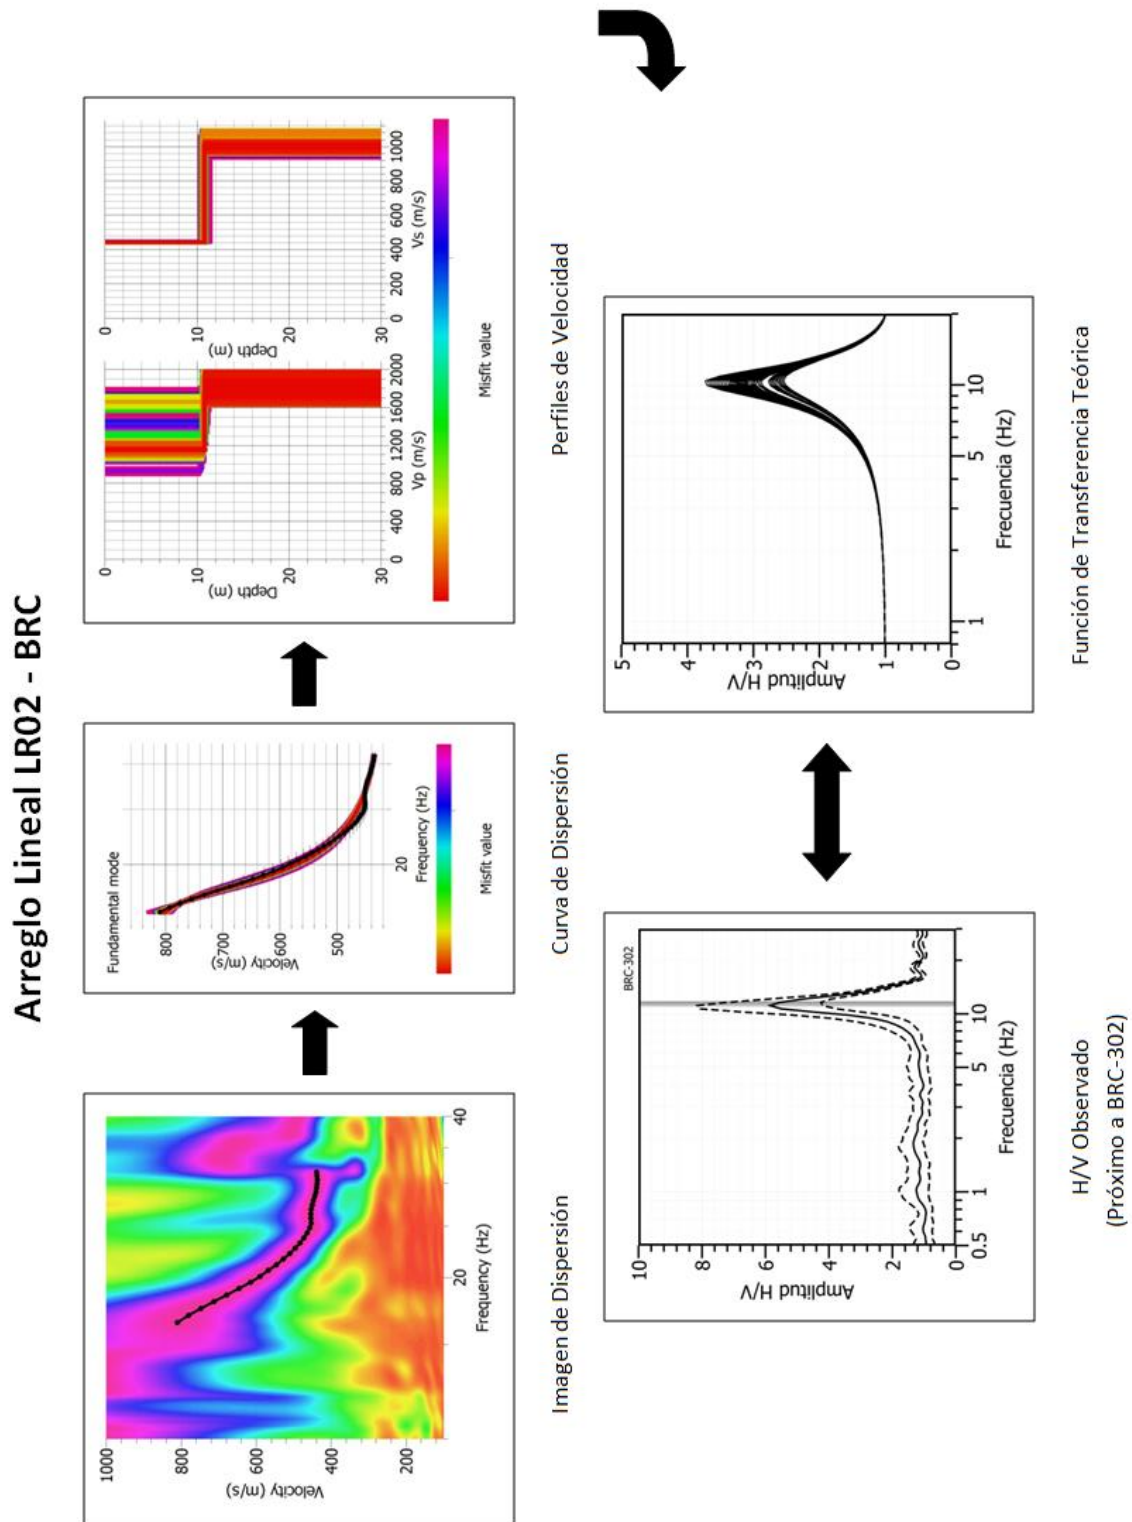 Arreglo Lineal LR02 - BRC
1000
800
600
400
200
Velocity (m/s)
20
40
Frequency (Hz)
Imagen de Dispersión
Fundamental mode
800
700
600
500
Velocity (m/s)
20
Frequency (Hz)
Misfit value
Curva de Dispersión
0
10
20
30
Depth (m)
0
400
800
1200
1600
2000
Vp (m/s)
0
10
20
30
Depth (m)
0
200
400
600
800
1000
Vs (m/s)
Misfit value
Perfiles de Velocidad
BRC-302
10
8
6
4
2
0
Amplitud H/V
0.5
1
5
10
Frecuencia (Hz)
H/V Observado
(Próximo a BRC-302)
5
4
3
2
1
0
Amplitud H/V
1
5
10
Frecuencia (Hz)
Función de Transferencia Teórica